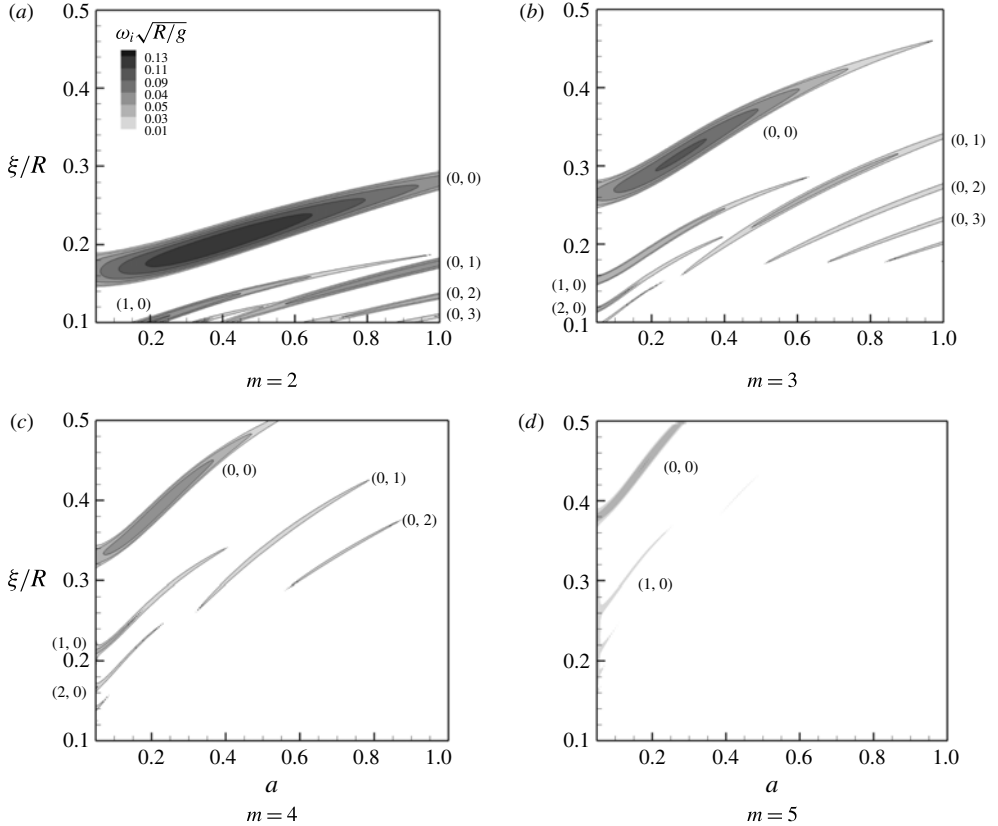 (a)
0.5
ω_i√R/g
0.13
0.11
0.09
0.04
0.05
0.03
0.01
0.4
ξ/R
0.3
0.2
0.1
(0, 0)
(0, 1)
(0, 2)
(0, 3)
(1, 0)
0.2 0.4 0.6 0.8 1.0
m = 2
(b)
0.5
0.4
0.3
0.2
0.1
(0, 0)
(0, 1)
(0, 2)
(0, 3)
(1, 0)
(2, 0)
0.2 0.4 0.6 0.8 1.0
m = 3
(c)
0.5
0.4
ξ/R
0.3
0.2
0.1
(0, 0)
(0, 1)
(0, 2)
(1, 0)
(2, 0)
0.2 0.4 0.6 0.8 1.0
a
m = 4
(d)
0.5
0.4
0.3
0.2
0.1
(0, 0)
(1, 0)
0.2 0.4 0.6 0.8 1.0
a
m = 5